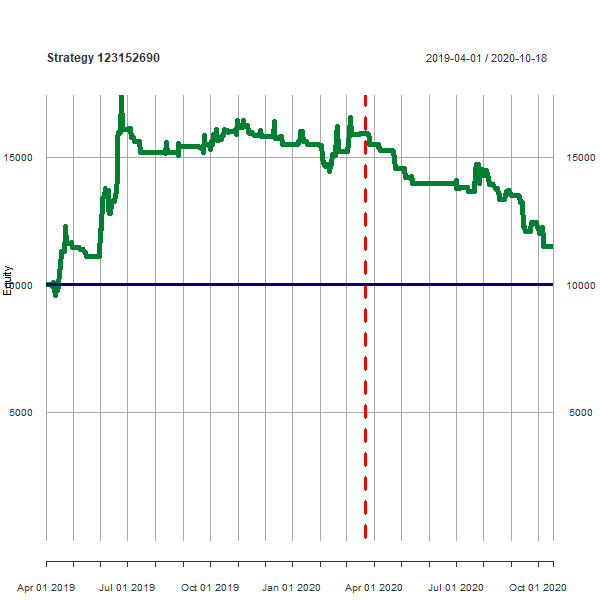 Strategy 123152690
2019-04-01 / 2020-10-18
15000
15000
Equity
10000
10000
5000
5000
Apr 01 2019
Jul 01 2019
Oct 01 2019
Jan 01 2020
Apr 01 2020
Jul 01 2020
Oct 01 2020